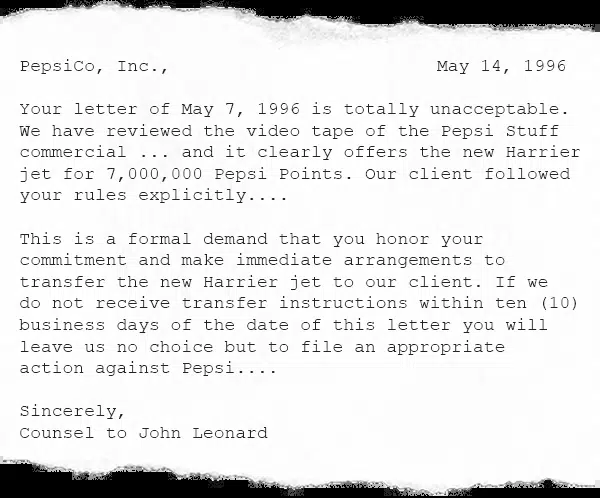 PepsiCo, Inc., May 14, 1996
Your letter of May 7, 1996 is totally unacceptable.
We have reviewed the video tape of the Pepsi Stuff
commercial ... and it clearly offers the new Harrier
jet for 7,000,000 Pepsi Points. Our client followed
your rules explicitly....
This is a formal demand that you honor your
commitment and make immediate arrangements to
transfer the new Harrier jet to our client. If we
do not receive transfer instructions within ten (10)
business days of the date of this letter you will
leave us no choice but to file an appropriate
action against Pepsi....
Sincerely,
Counsel to John Leonard